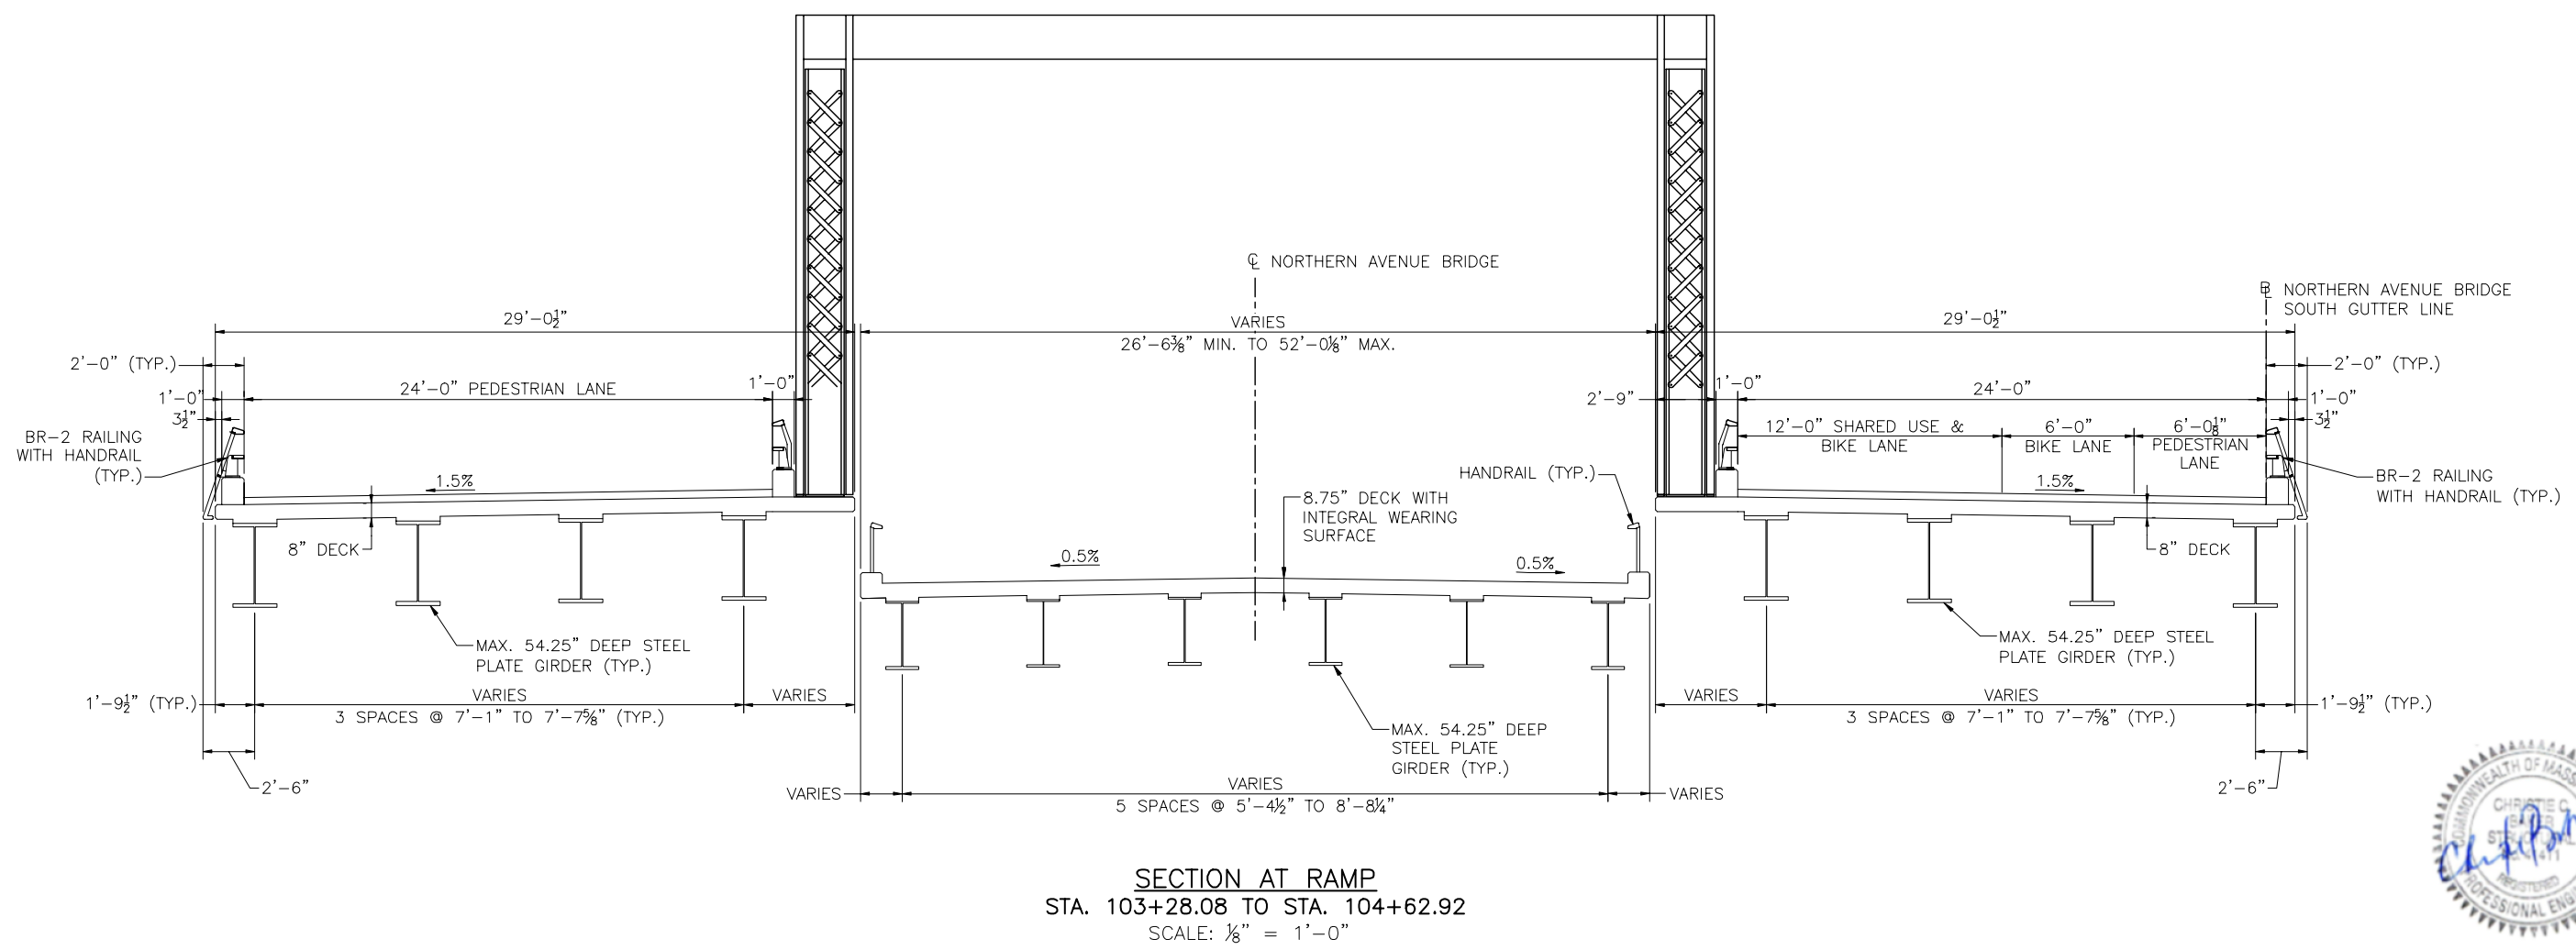 ℄ NORTHERN AVENUE BRIDGE
℞ NORTHERN AVENUE BRIDGE
SOUTH GUTTER LINE
29'-0½"
VARIES
26'-6⅜" MIN. TO 52'-0⅛" MAX.
29'-0½"
2'-0" (TYP.)
2'-0" (TYP.)
1'-0"
24'-0" PEDESTRIAN LANE
1'-0"
2'-9"
1'-0"
24'-0"
1'-0"
3½"
3½"
BR-2 RAILING
WITH HANDRAIL
(TYP.)
12'-0" SHARED USE &
BIKE LANE
6'-0"
BIKE LANE
6'-0⅛"
PEDESTRIAN
LANE
1.5%
HANDRAIL (TYP.)
1.5%
BR-2 RAILING
WITH HANDRAIL (TYP.)
8.75" DECK WITH
INTEGRAL WEARING
SURFACE
8" DECK
0.5%
0.5%
8" DECK
MAX. 54.25" DEEP STEEL
PLATE GIRDER (TYP.)
MAX. 54.25" DEEP STEEL
PLATE GIRDER (TYP.)
1'-9½" (TYP.)
VARIES
3 SPACES @ 7'-1" TO 7'-7⅝" (TYP.)
VARIES
VARIES
VARIES
3 SPACES @ 7'-1" TO 7'-7⅝" (TYP.)
1'-9½" (TYP.)
MAX. 54.25" DEEP
STEEL PLATE
GIRDER (TYP.)
2'-6"
2'-6"
VARIES
VARIES
5 SPACES @ 5'-4½" TO 8'-8¼"
VARIES
SECTION AT RAMP
STA. 103+28.08 TO STA. 104+62.92
SCALE: ⅛" = 1'-0"
COMMONWEALTH OF MASS
CHRISTIE C
REGISTERED
PROFESSIONAL ENG